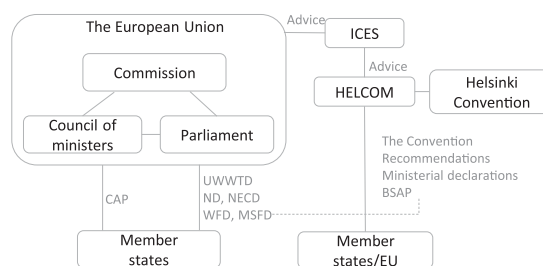 The European Union
Commission
Council of
ministers
Parliament
Advice
ICES
Advice
HELCOM
Helsinki
Convention
The Convention
Recommendations
Ministerial declarations
BSAP
CAP
UWWTD
ND, NECD
WFD, MSFD
Member
states
Member
states/EU